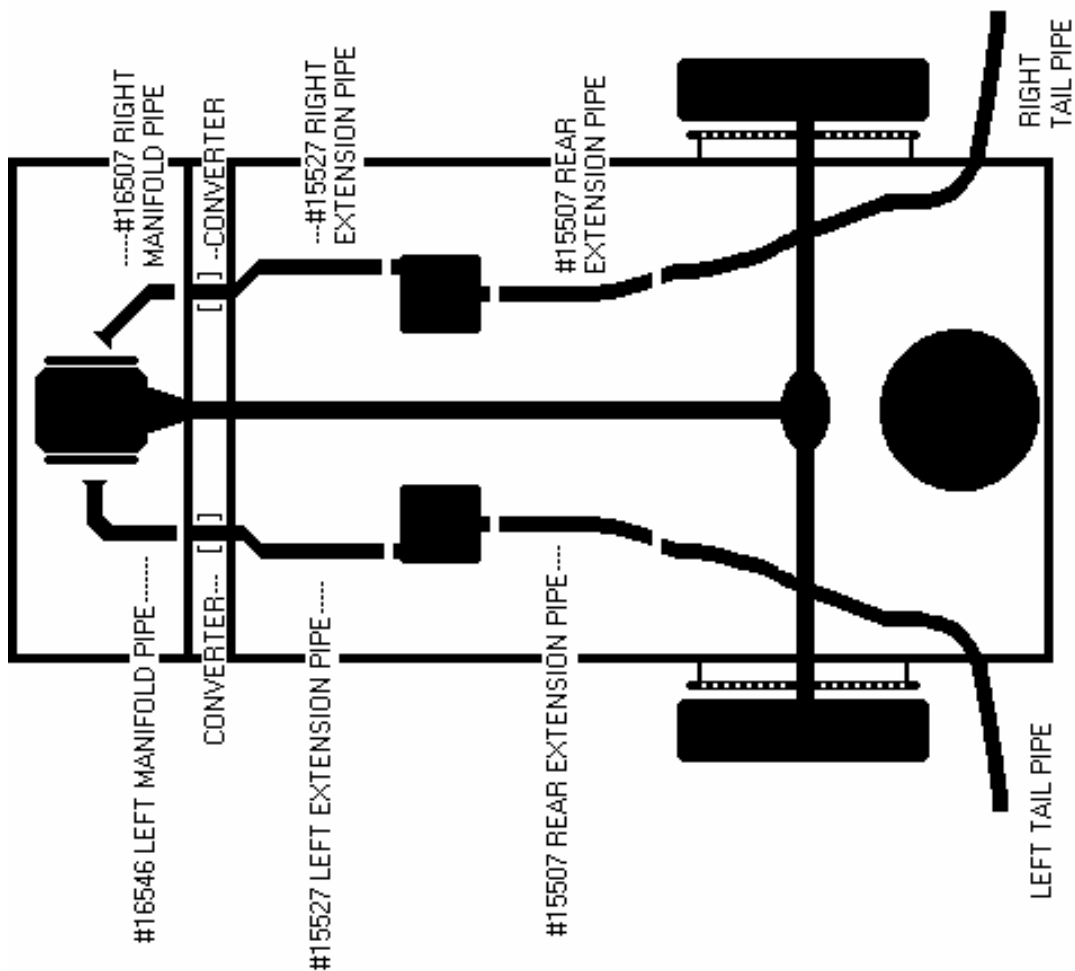 ----#16507 RIGHT
MANIFOLD PIPE
[ ] --CONVERTER
---#15527 RIGHT
EXTENSION PIPE
#15507 REAR
EXTENSION PIPE
RIGHT
TAIL PIPE
#16546 LEFT MANIFOLD PIPE-------
CONVERTER--- [ ]
#15527 LEFT EXTENSION PIPE-----
#15507 REAR EXTENSION PIPE----
LEFT TAIL PIPE